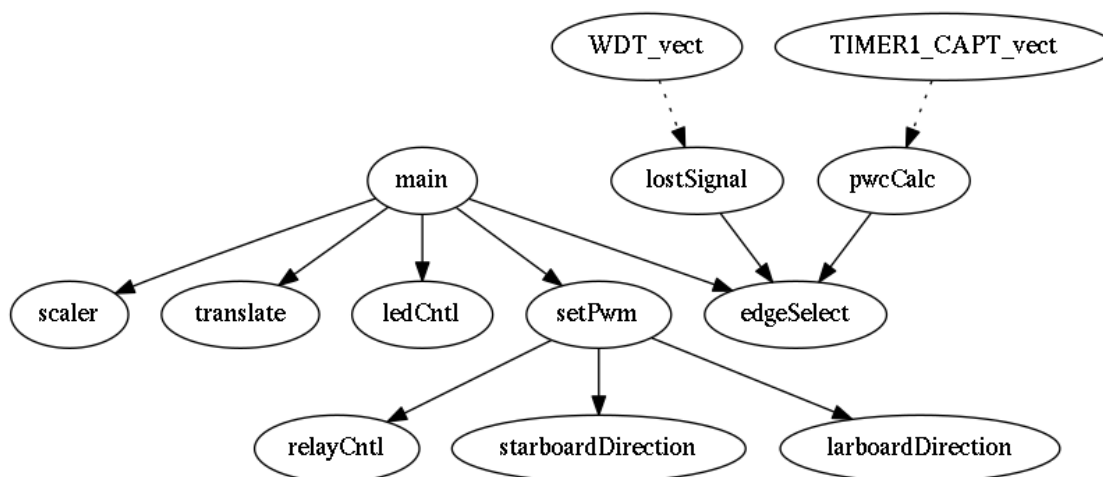 WDT_vect
TIMER1_CAPT_vect
main
lostSignal
pwcCalc
scaler
translate
ledCntl
setPwm
edgeSelect
relayCntl
starboardDirection
larboardDirection